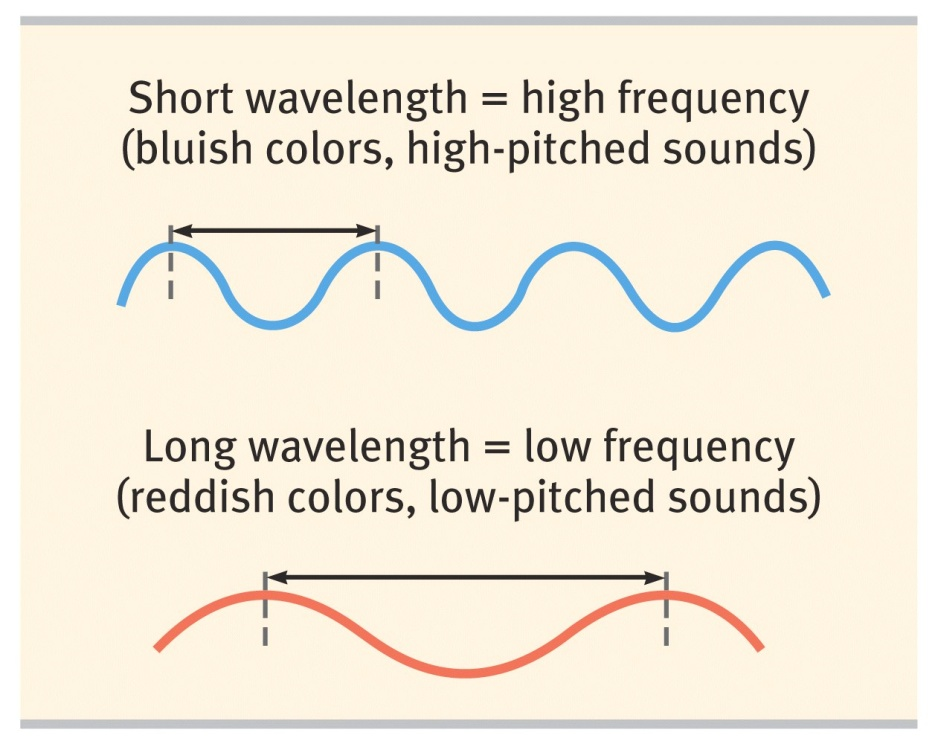 Short wavelength = high frequency
(bluish colors, high-pitched sounds)
Long wavelength = low frequency
(reddish colors, low-pitched sounds)